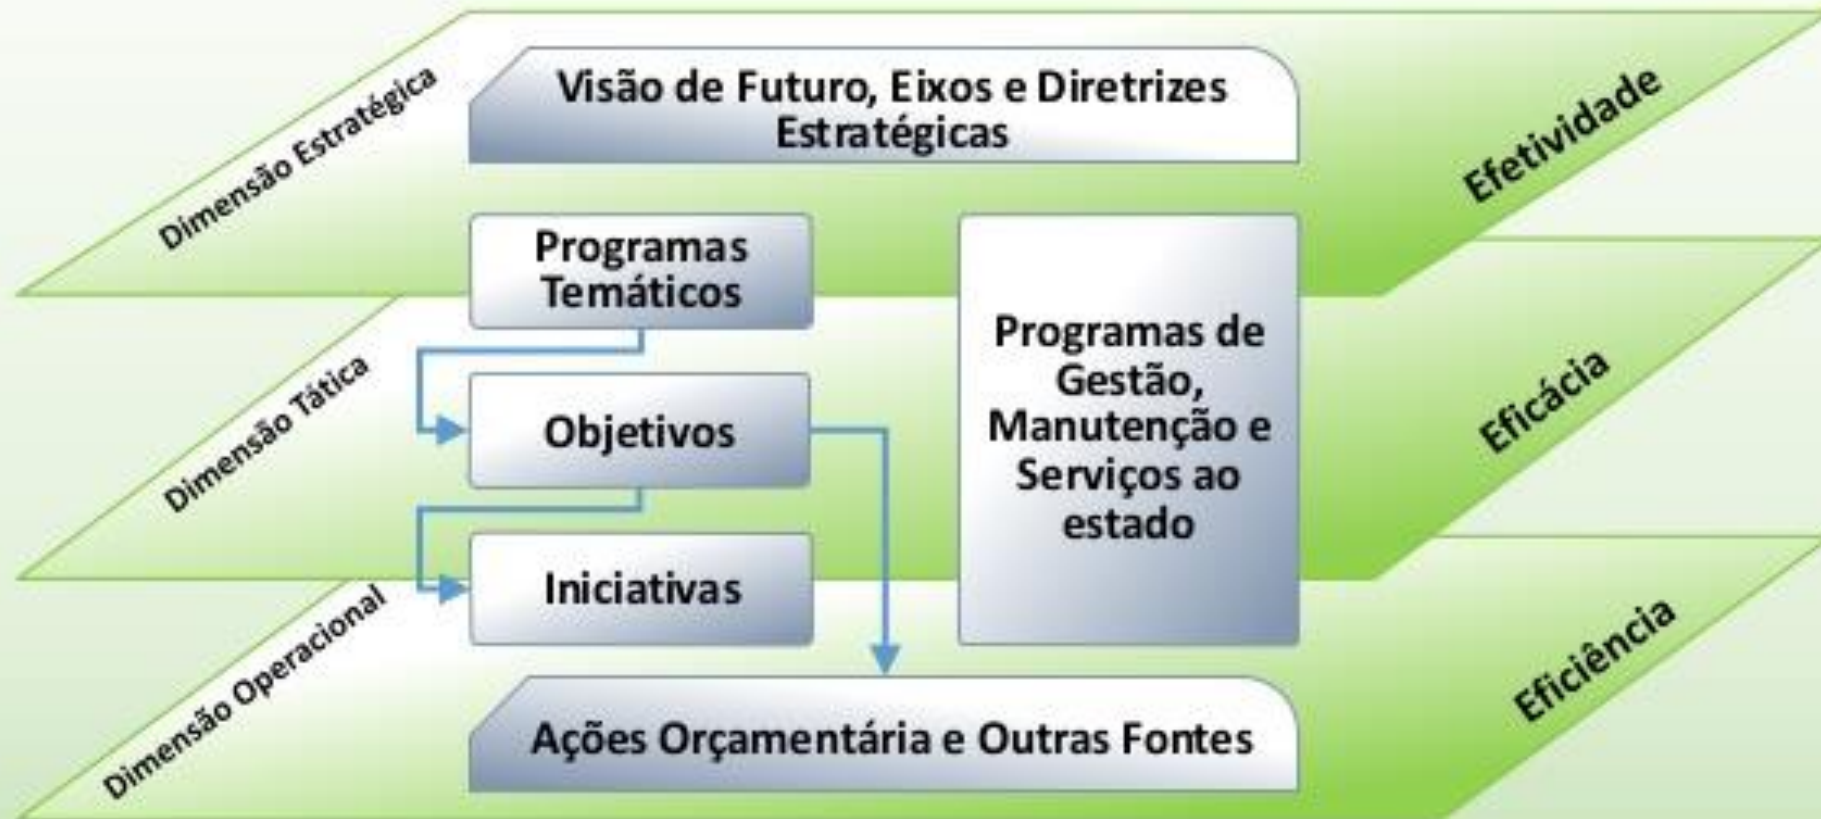 Dimensão Estratégica
Visão de Futuro, Eixos e Diretrizes
Estratégicas
Efetividade
Programas
Temáticos
Dimensão Tática
Objetivos
Programas de
Gestão,
Manutenção e
Serviços ao
estado
Eficácia
Iniciativas
Dimensão Operacional
Ações Orçamentária e Outras Fontes
Eficiência